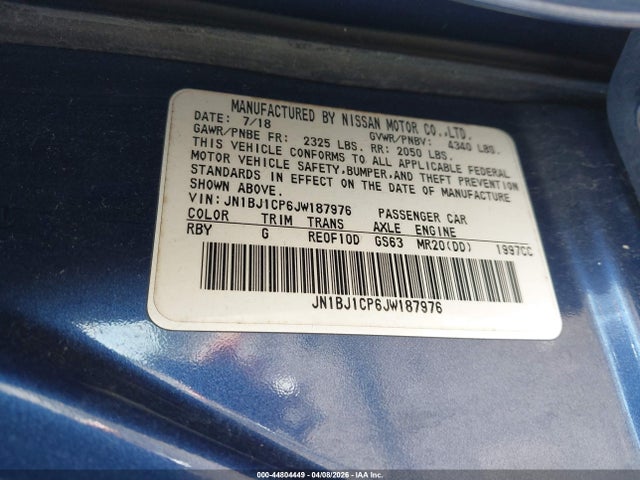 MANUFACTURED BY NISSAN MOTOR CO.,LTD.
DATE: 7/18 GVWR/PNBV: 4340 LBS.
GAWR/PNBE FR: 2325 LBS. RR: 2050 LBS.
THIS VEHICLE CONFORMS TO ALL APPLICABLE FEDERAL
MOTOR VEHICLE SAFETY,BUMPER,AND THEFT PREVENTION
STANDARDS IN EFFECT ON THE DATE OF MANUFACTURE
SHOWN ABOVE.
VIN: JN1BJ1CP6JW187976 PASSENGER CAR
COLOR TRIM TRANS AXLE ENGINE
RBY G RE0F10D GS63 MR20(DD) 1997CC
JN1BJ1CP6JW187976
000-44804449 - 04/08/2026 - IAA Inc.